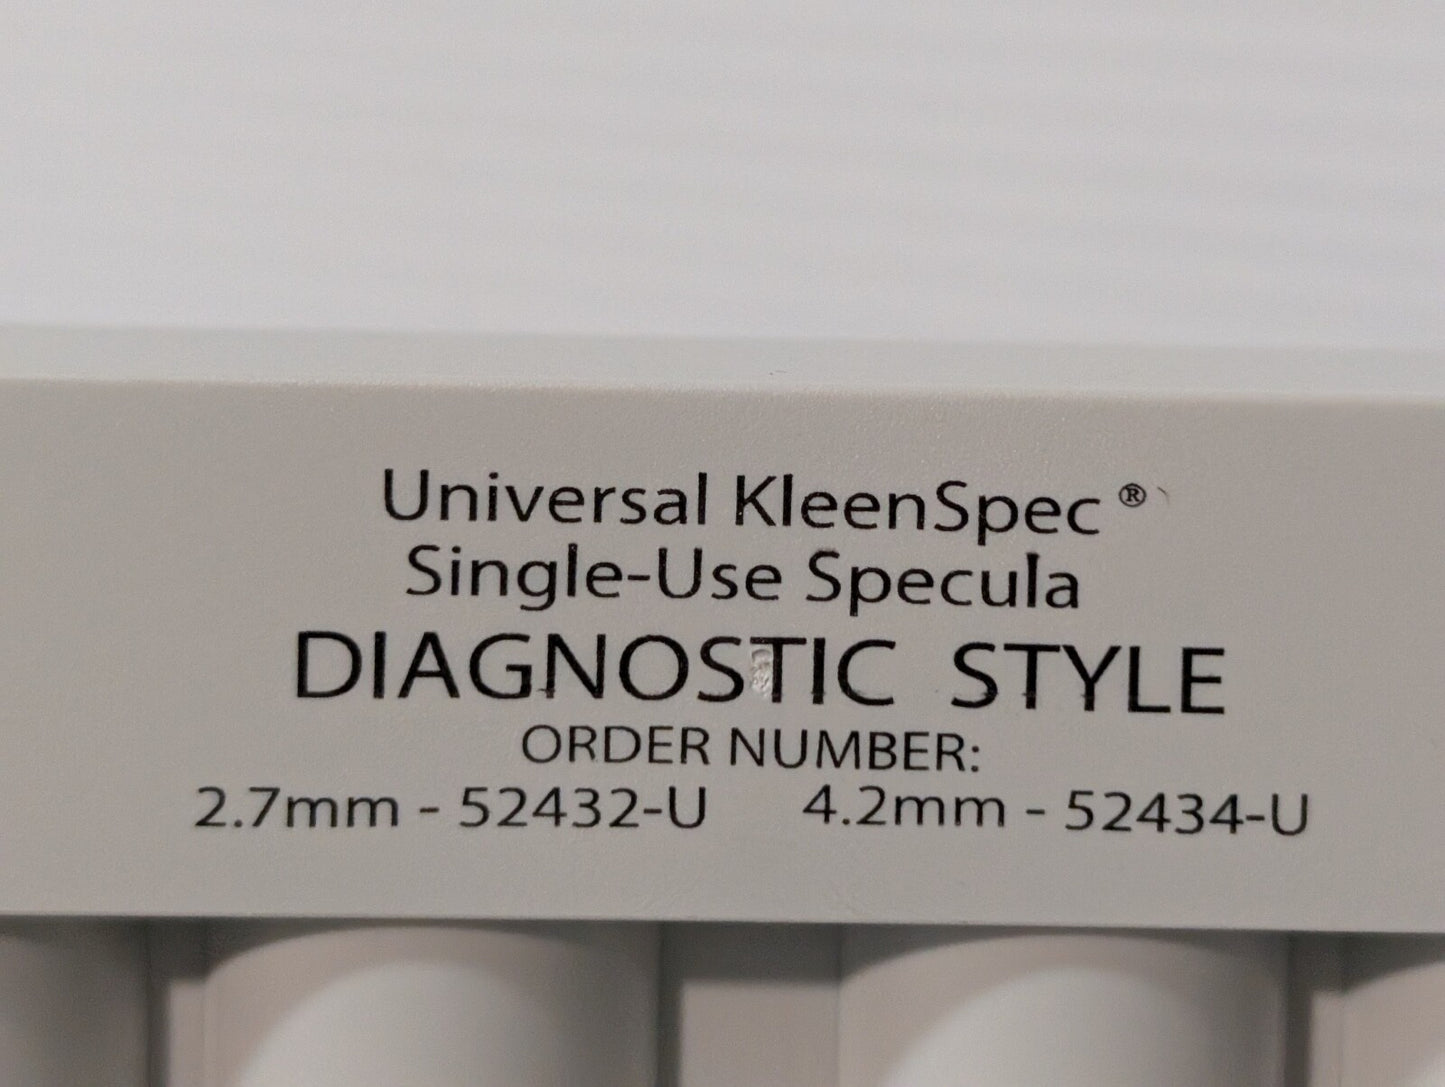 Universal KleenSpec®
Single-Use Specula
DIAGNOSTIC STYLE
ORDER NUMBER:
2.7mm - 52432-U 4.2mm - 52434-U